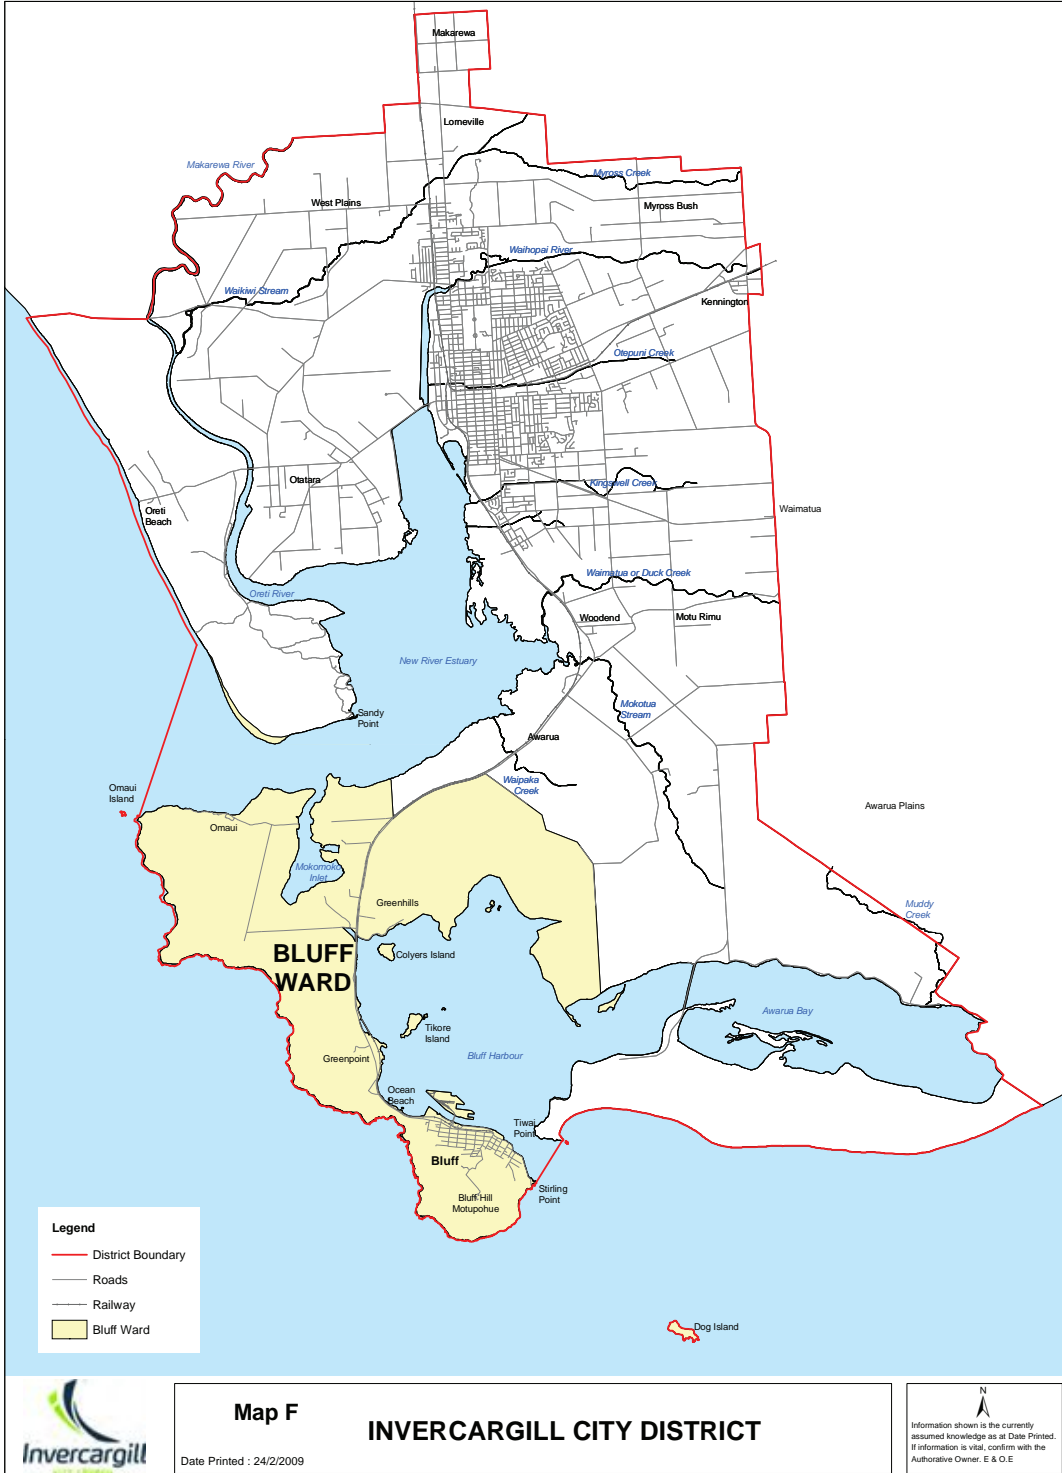 Makarewa
Lorneville
Makarewa River
Myross Creek
West Plains
Myross Bush
Waihopai River
Waikiwi Stream
Kennington
Otepuni Creek
Otatara
Kingswell Creek
Oreti
Beach
Waimatua
Waimatua or Duck Creek
Oreti River
Woodend
Motu Rimu
New River Estuary
Mokotua
Stream
Sandy
Point
Awarua
Waipaka
Creek
Omaui
Island
Awarua Plains
Omaui
Mokomoko
Inlet
Greenhills
Muddy
Creek
BLUFF
WARD
Colyers Island
Awarua Bay
Tikore
Island
Greenpoint
Bluff Harbour
Ocean
Beach
Tiwai
Point
Bluff
Stirling
Point
Bluff Hill
Motupohue
Legend
District Boundary
Roads
Railway
Bluff Ward
Dog Island
Invercargill
Map F
INVERCARGILL CITY DISTRICT
Date Printed : 24/2/2009
N
Information shown is the currently
assumed knowledge as at Date Printed.
If information is vital, confirm with the
Authorative Owner. E & O.E